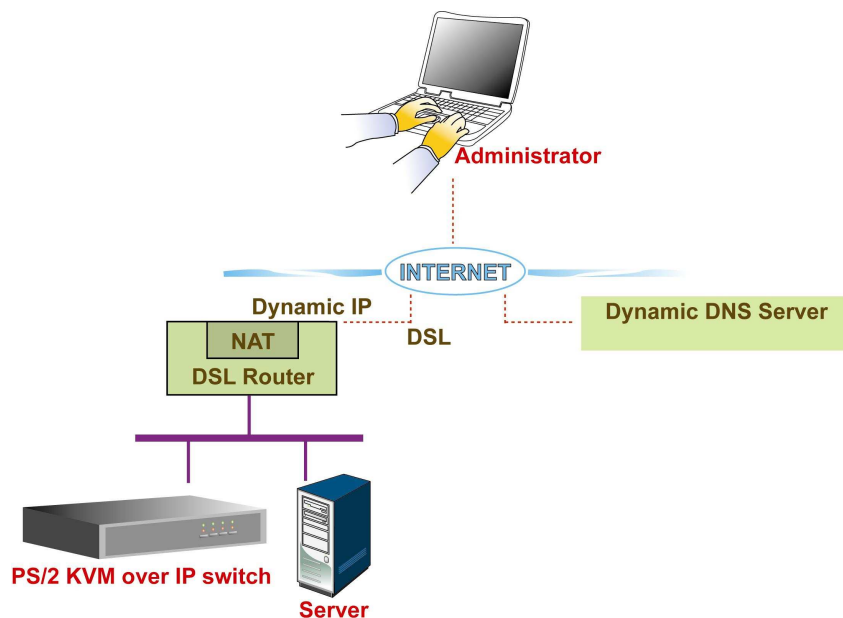 Administrator
INTERNET
Dynamic IP
Dynamic DNS Server
NAT
DSL
DSL Router
PS/2 KVM over IP switch
Server